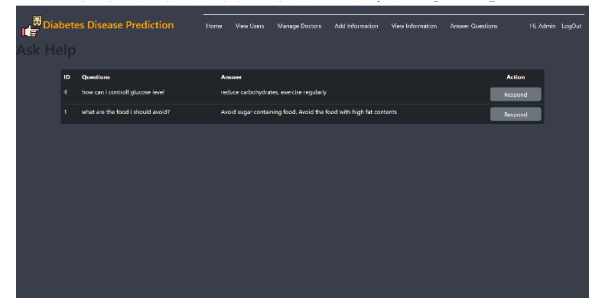 Diabetes Disease Prediction Home View Users Manage Doctors Add Information View Information Answer Questions Hi, Admin LogOut
Ask Help
ID Questions Answer Action
4 how can i controll glucose level reduce carbohydrates, exercise regularly Respond
1 what are the food i should avoid? Avoid sugar containing food, Avoid the food with high fat contents Respond